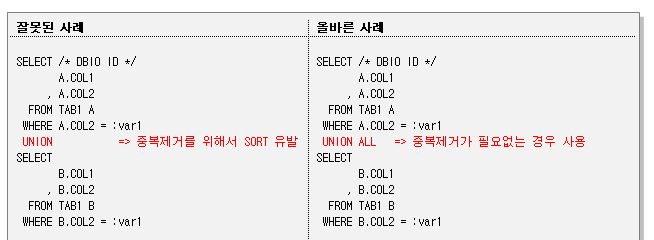 잘못된 사례
SELECT /* DBIO ID */
A.COL1
, A.COL2
FROM TAB1 A
WHERE A.COL2 = :var1
UNION => 중복제거를 위해서 SORT 유발
SELECT
B.COL1
, B.COL2
FROM TAB1 B
WHERE B.COL2 = :var1
올바른 사례
SELECT /* DBIO ID */
A.COL1
, A.COL2
FROM TAB1 A
WHERE A.COL2 = :var1
UNION ALL => 중복제거가 필요없는 경우 사용
SELECT
B.COL1
, B.COL2
FROM TAB1 B
WHERE B.COL2 = :var1